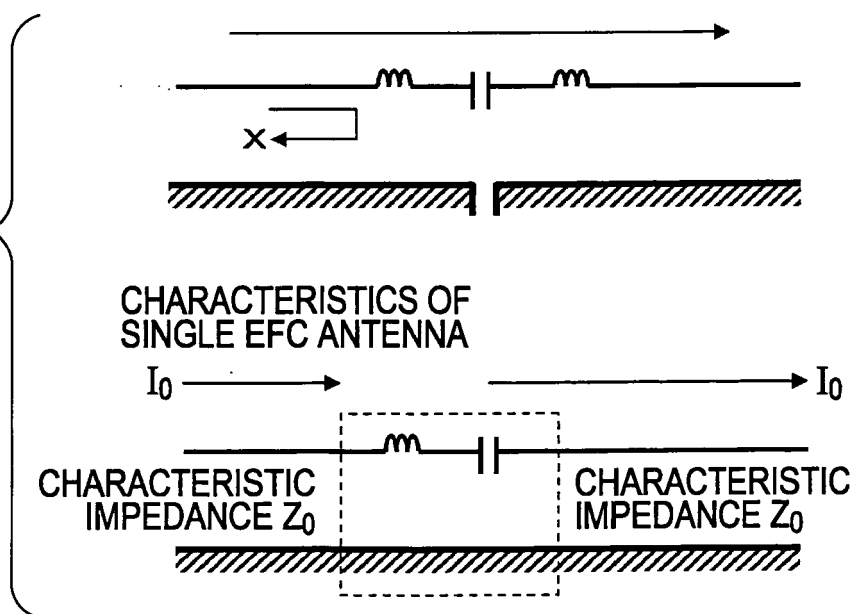 X
CHARACTERISTICS OF
SINGLE EFC ANTENNA
I0
I0
CHARACTERISTIC
IMPEDANCE Z0
CHARACTERISTIC
IMPEDANCE Z0